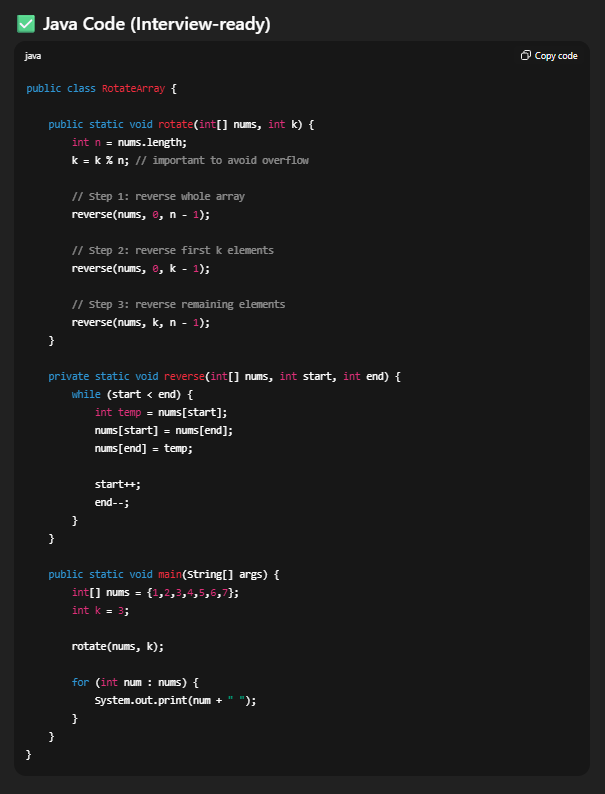 ✅ Java Code (Interview-ready)
java
Copy code
public class RotateArray {
    public static void rotate(int[] nums, int k) {
        int n = nums.length;
        k = k % n; // important to avoid overflow
        // Step 1: reverse whole array
        reverse(nums, 0, n - 1);
        // Step 2: reverse first k elements
        reverse(nums, 0, k - 1);
        // Step 3: reverse remaining elements
        reverse(nums, k, n - 1);
    }
    private static void reverse(int[] nums, int start, int end) {
        while (start < end) {
            int temp = nums[start];
            nums[start] = nums[end];
            nums[end] = temp;
            start++;
            end--;
        }
    }
    public static void main(String[] args) {
        int[] nums = {1,2,3,4,5,6,7};
        int k = 3;
        rotate(nums, k);
        for (int num : nums) {
            System.out.print(num + " ");
        }
    }
}